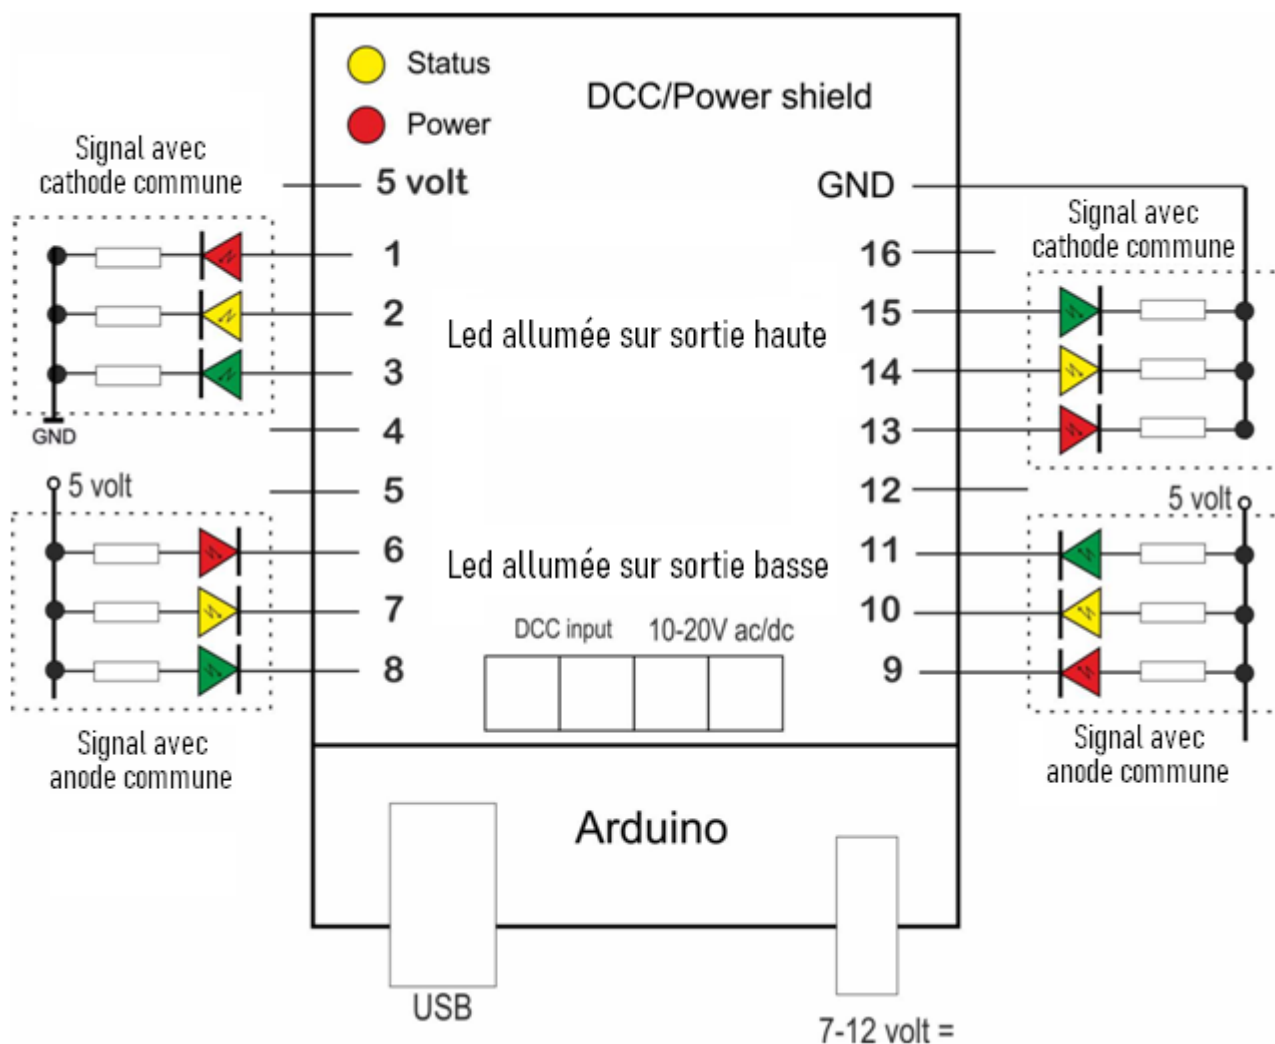 Status
DCC/Power shield
Power
Signal avec
cathode commune
5 volt
GND
Signal avec
cathode commune
1
16
2
15
Led allumée sur sortie haute
3
14
GND
4
13
5 volt
5
12
5 volt
6
11
Led allumée sur sortie basse
7
10
DCC input
10-20V ac/dc
8
9
Signal avec
anode commune
Signal avec
anode commune
Arduino
USB
7-12 volt =